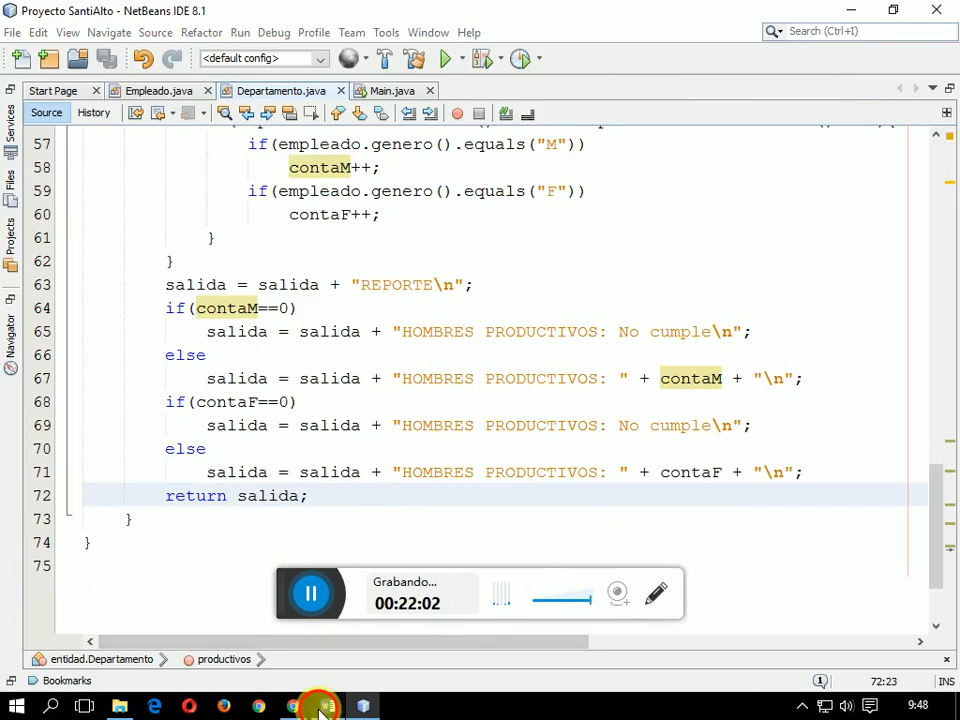 Proyecto SantiAlto - NetBeans IDE 8.1
File Edit View Navigate Source Refactor Run Debug Profile Team Tools Window Help
Search (Ctrl+I)
<default config>
Start Page Empleado.java Departamento.java Main.java
Source History
Services
Files
Projects
Navigator
57 if(empleado.genero().equals("M"))
58 contaM++;
59 if(empleado.genero().equals("F"))
60 contaF++;
61 }
62 }
63 salida = salida + "REPORTE\n";
64 if(contaM==0)
65 salida = salida + "HOMBRES PRODUCTIVOS: No cumple\n";
66 else
67 salida = salida + "HOMBRES PRODUCTIVOS: " + contaM + "\n";
68 if(contaF==0)
69 salida = salida + "HOMBRES PRODUCTIVOS: No cumple\n";
70 else
71 salida = salida + "HOMBRES PRODUCTIVOS: " + contaF + "\n";
72 return salida;
73 }
74 }
75
Grabando...
00:22:02
entidad.Departamento productivos
Bookmarks
1
72:23 INS
9:48